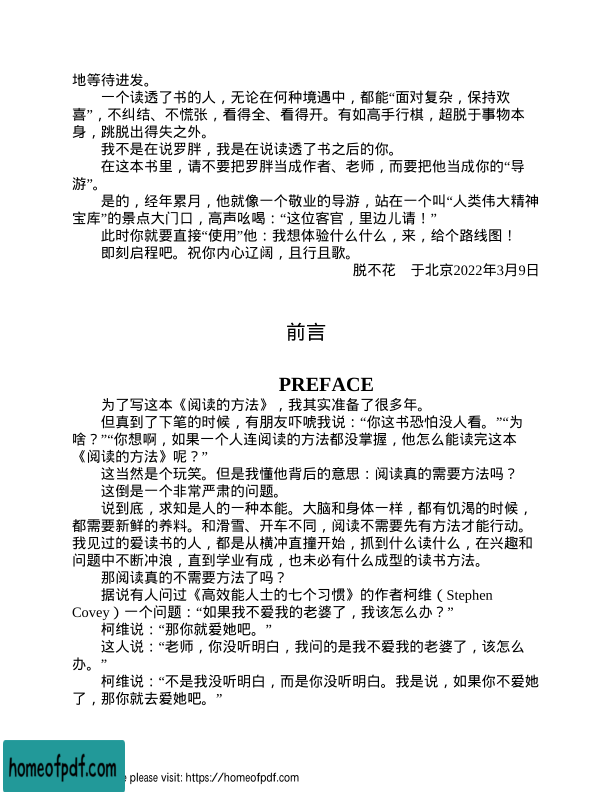 地等待进发。
一个读透了书的人，无论在何种境遇中，都能“面对复杂，保持欢
喜”，不纠结、不慌张，看得全、看得开。有如高手行棋，超脱于事物本
身，跳脱出得失之外。
我不是在说罗胖，我是在说读透了书之后的你。
在这本书里，请不要把罗胖当成作者、老师，而要把他当成你的“导
游”。
是的，经年累月，他就像一个敬业的导游，站在一个叫“人类伟大精神
宝库”的景点大门口，高声吆喝：“这位客官，里边儿请！”
此时你就要直接“使用”他：我想体验什么什么，来，给个路线图！
即刻启程吧。祝你内心辽阔，且行且歌。
脱不花　于北京2022年3月9日
前言
PREFACE
为了写这本《阅读的方法》，我其实准备了很多年。
但真到了下笔的时候，有朋友吓唬我说：“你这书恐怕没人看。”“为
啥？”“你想啊，如果一个人连阅读的方法都没掌握，他怎么能读完这本
《阅读的方法》呢？”
这当然是个玩笑。但是我懂他背后的意思：阅读真的需要方法吗？
这倒是一个非常严肃的问题。
说到底，求知是人的一种本能。大脑和身体一样，都有饥渴的时候，
都需要新鲜的养料。和滑雪、开车不同，阅读不需要先有方法才能行动。
我见过的爱读书的人，都是从横冲直撞开始，抓到什么读什么，在兴趣和
问题中不断冲浪，直到学业有成，也未必有什么成型的读书方法。
那阅读真的不需要方法了吗？
据说有人问过《高效能人士的七个习惯》的作者柯维（Stephen
Covey）一个问题：“如果我不爱我的老婆了，我该怎么办？”
柯维说：“那你就爱她吧。”
这人说：“老师，你没听明白，我问的是我不爱我的老婆了，该怎么
办。”
柯维说：“不是我没听明白，而是你没听明白。我是说，如果你不爱她
了，那你就去爱她吧。”
homeofpdf.com
e please visit: https://homeofpdf.com